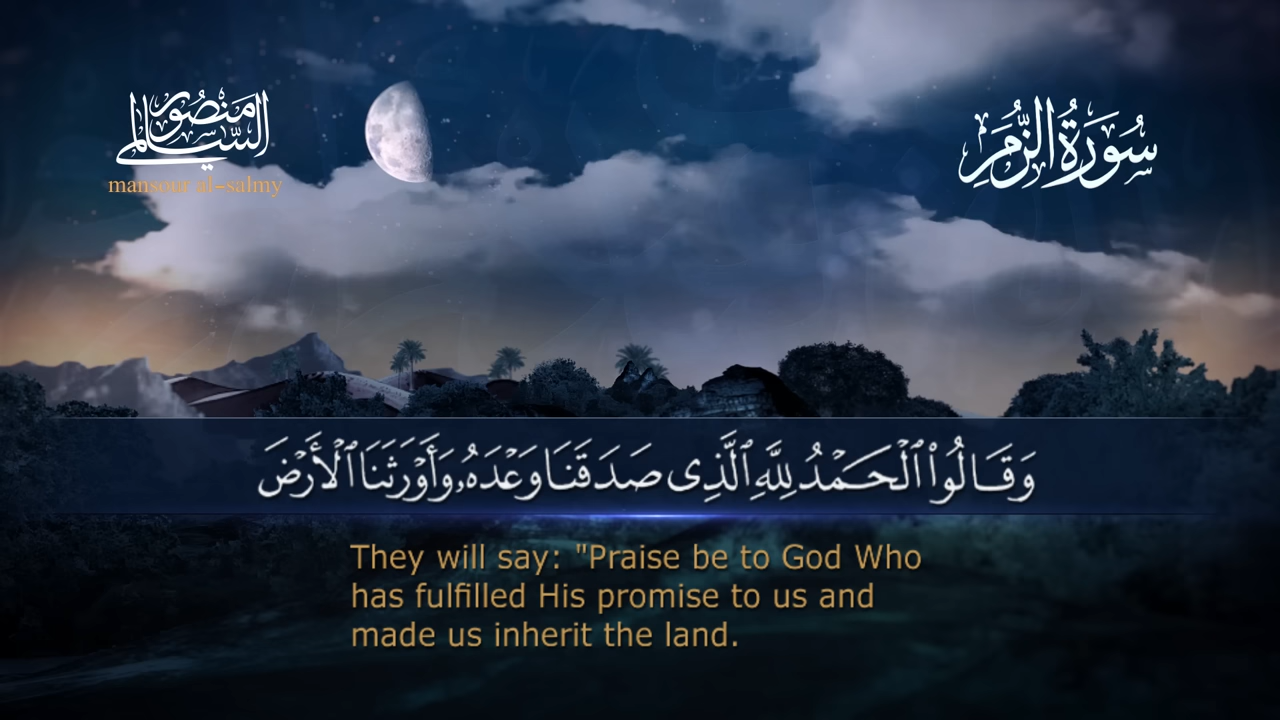 منصور
السالمي
mansour al-salmy
سُورَةُ الزُّمَرِ
وَقَالُوا۟ ٱلْحَمْدُ لِلَّهِ ٱلَّذِى صَدَقَنَا وَعْدَهُۥ وَأَوْرَثَنَا ٱلْأَرْضَ
They will say: "Praise be to God Who
has fulfilled His promise to us and
made us inherit the land.